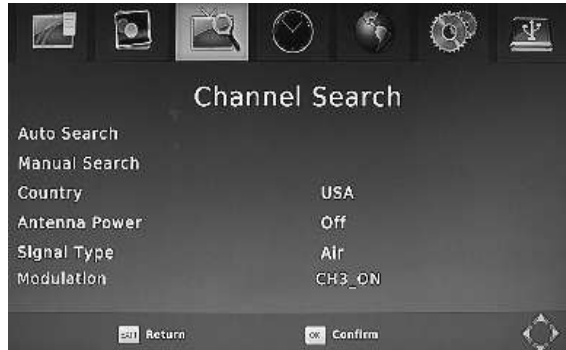 Channel Search
Auto Search
Manual Search
Country USA
Antenna Power Off
Signal Type Air
Modulation CH3_ON
EXIT Return OK Confirm